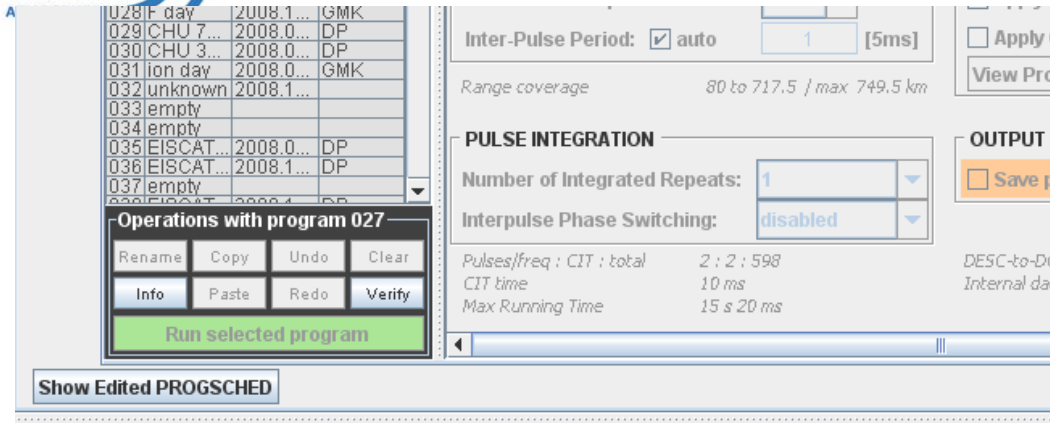 028 F day 2008.1... GMK
029 CHU 7... 2008.0... DP
030 CHU 3... 2008.0... DP
031 ion day 2008.0... GMK
032 unknown 2008.1...
033 empty
034 empty
035 EISCAT... 2008.0... DP
036 EISCAT... 2008.1... DP
037 empty
Operations with program 027
Rename Copy Undo Clear
Info Paste Redo Verify
Run selected program
Show Edited PROGSCHED
Inter-Pulse Period: auto 1 [5ms]
Range coverage 80 to 717.5 / max 749.5 km
PULSE INTEGRATION
Number of Integrated Repeats: 1
Interpulse Phase Switching: disabled
Pulses/freq : CIT : total 2 : 2 : 598
CIT time 10 ms
Max Running Time 15 s 20 ms
Apply
View Pro
OUTPUT
Save p
DESC-to-D
Internal da